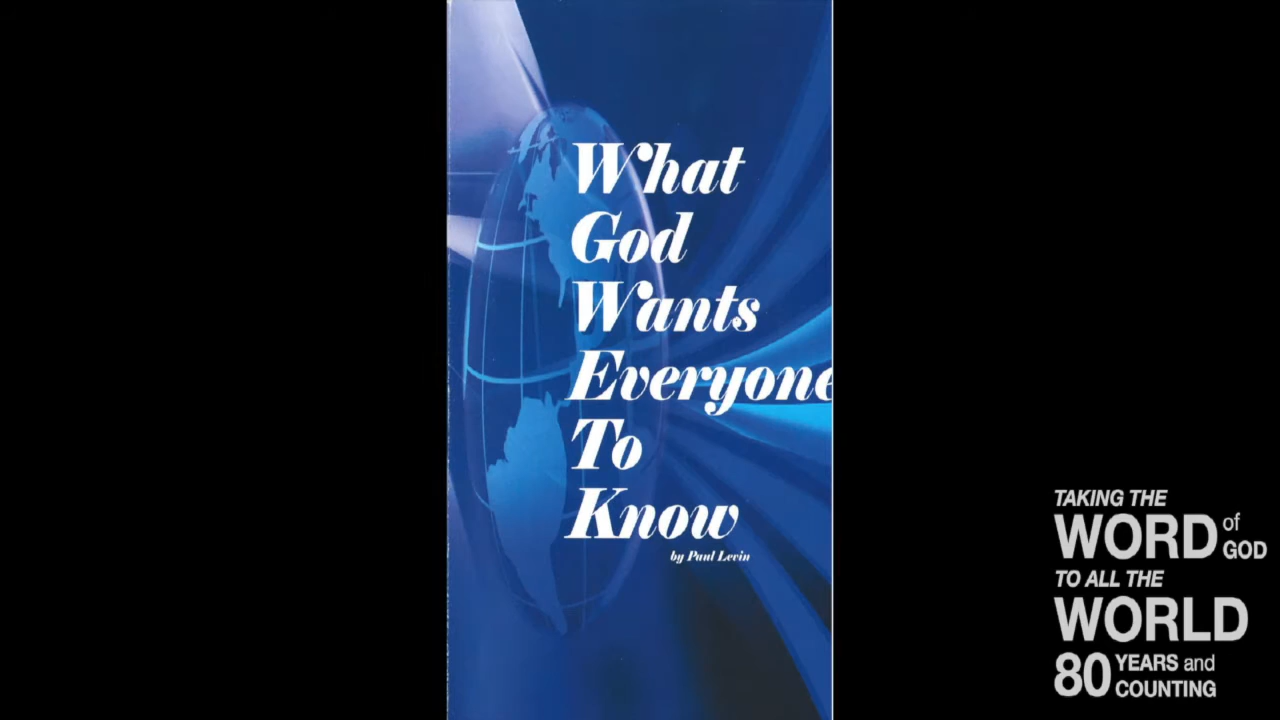 What
God
Wants
Everyone
To
Know
by Paul Levin
TAKING THE
WORD of GOD
TO ALL THE
WORLD
80 YEARS and COUNTING